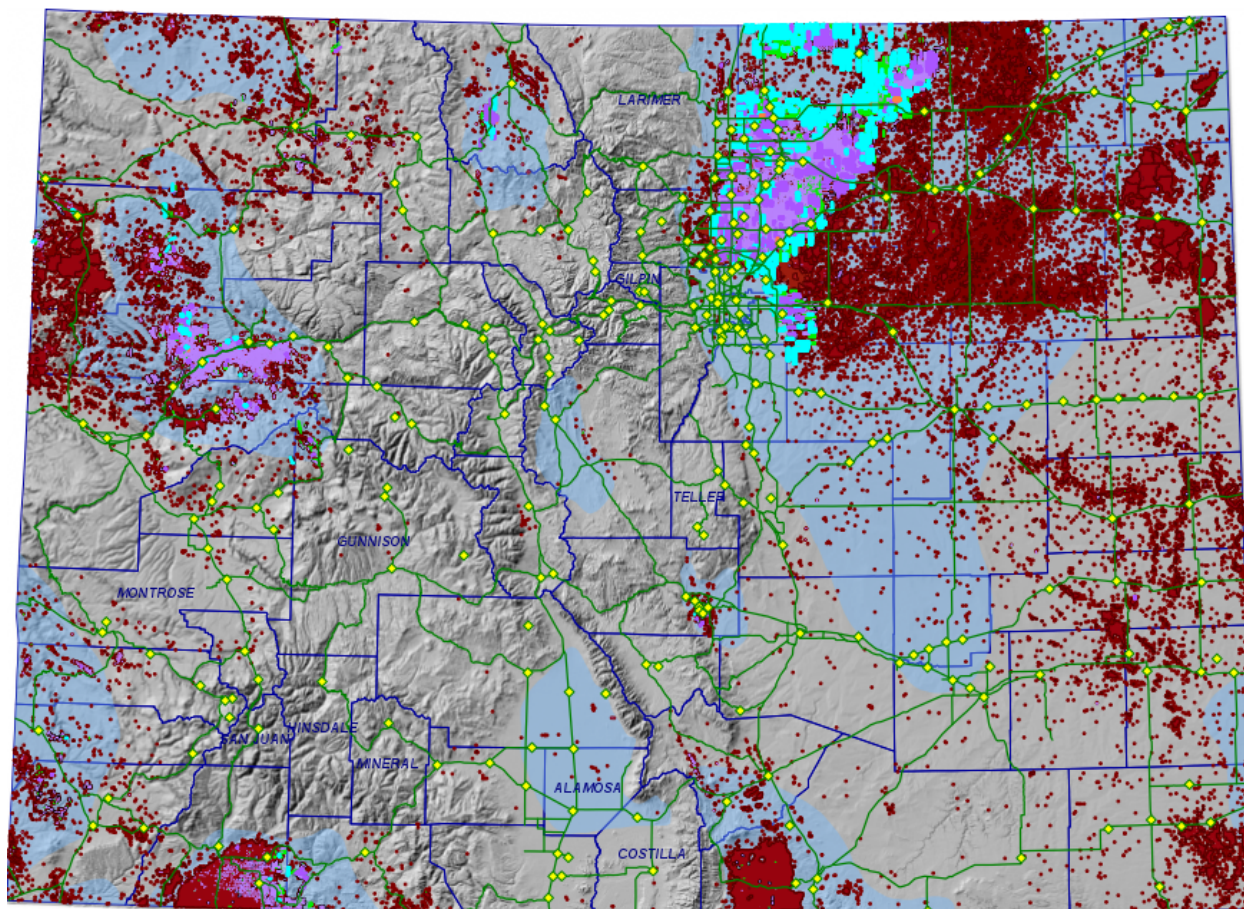 LARIMER
GILPIN
TELLER
GUNNISON
MONTROSE
HINSDALE
SAN JUAN
MINERAL
ALAMOSA
COSTILLA